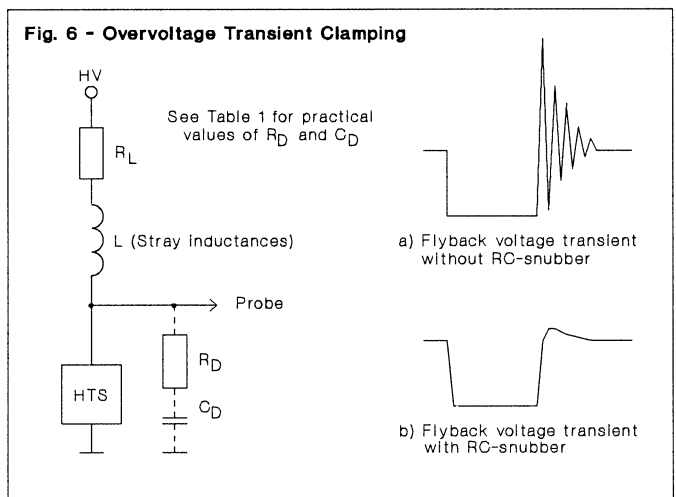 Fig. 6 - Overvoltage Transient Clamping
HV
See Table 1 for practical
values of RD and CD
RL
L (Stray inductances)
a) Flyback voltage transient
without RC-snubber
Probe
RD
HTS
CD
b) Flyback voltage transient
with RC-snubber